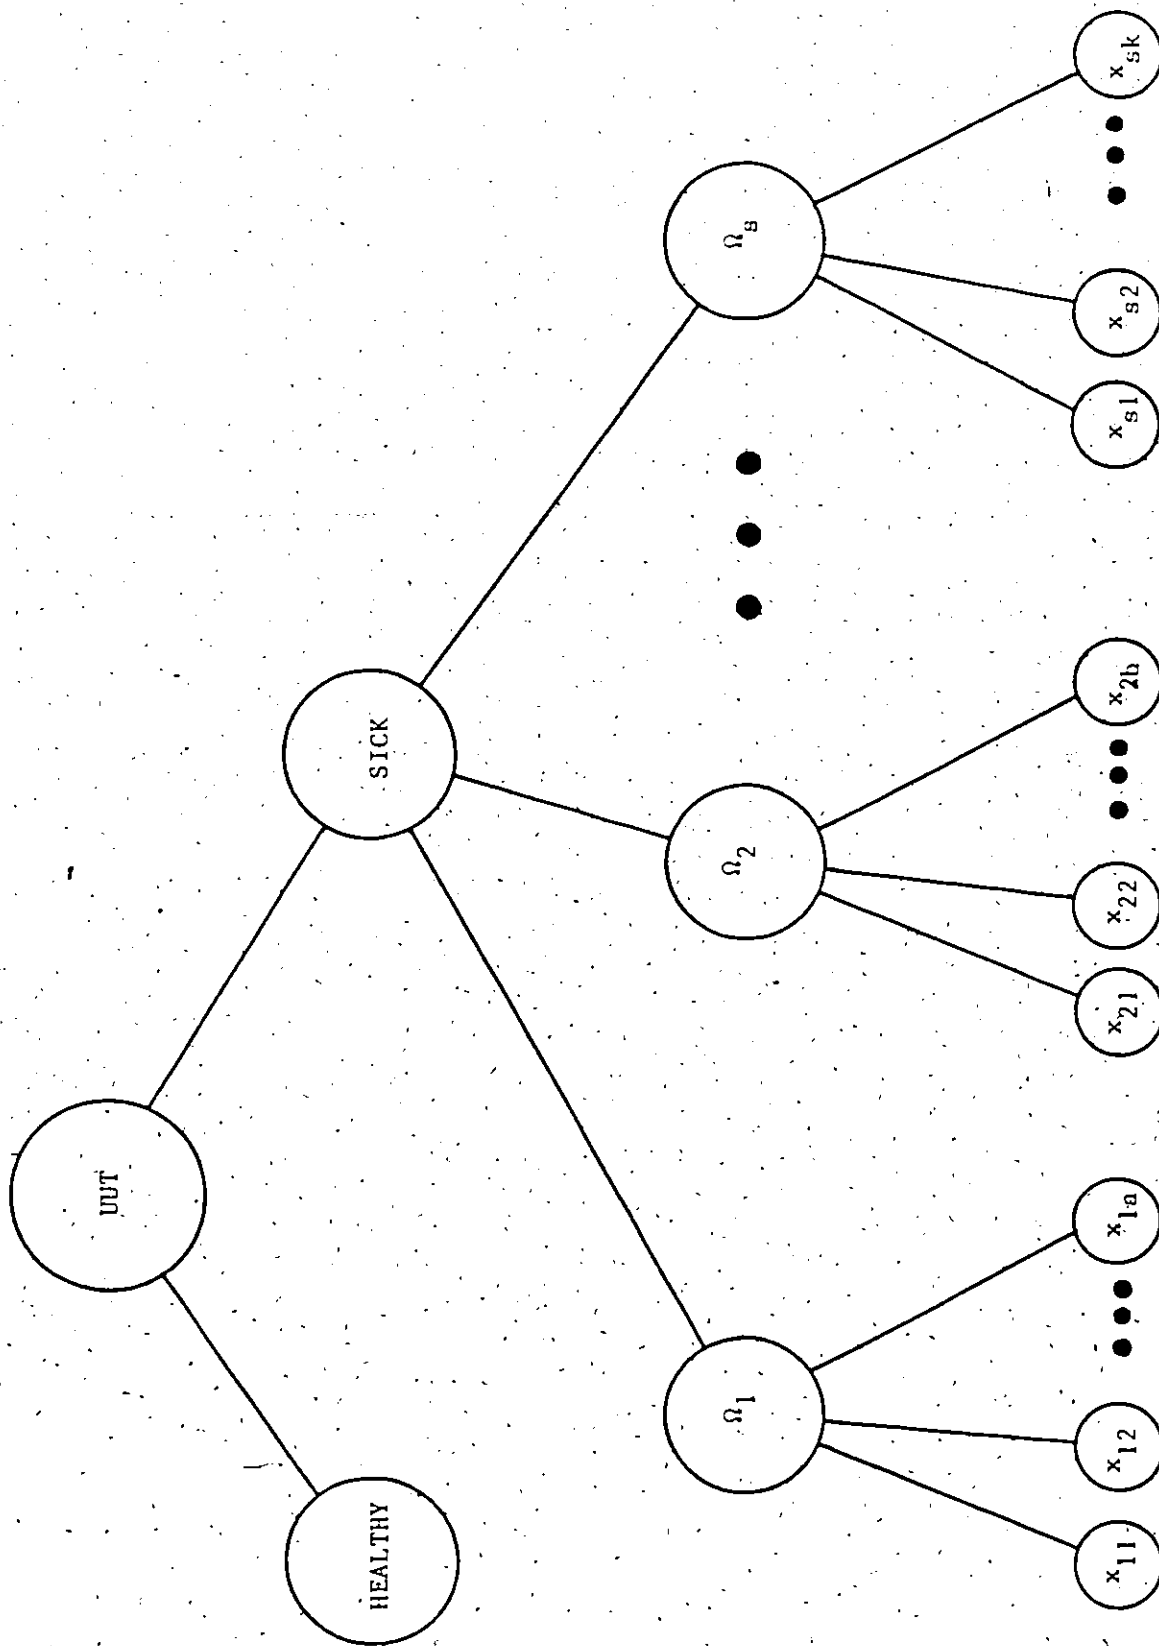 UUT
HEALTHY
SICK
Ω₁
Ω₂
• • •
Ωₛ
x₁₁
x₁₂
• • •
x₁ₐ
x₂₁
x₂₂
• • •
x₂b
xₛ₁
xₛ₂
• • •
xₛₖ